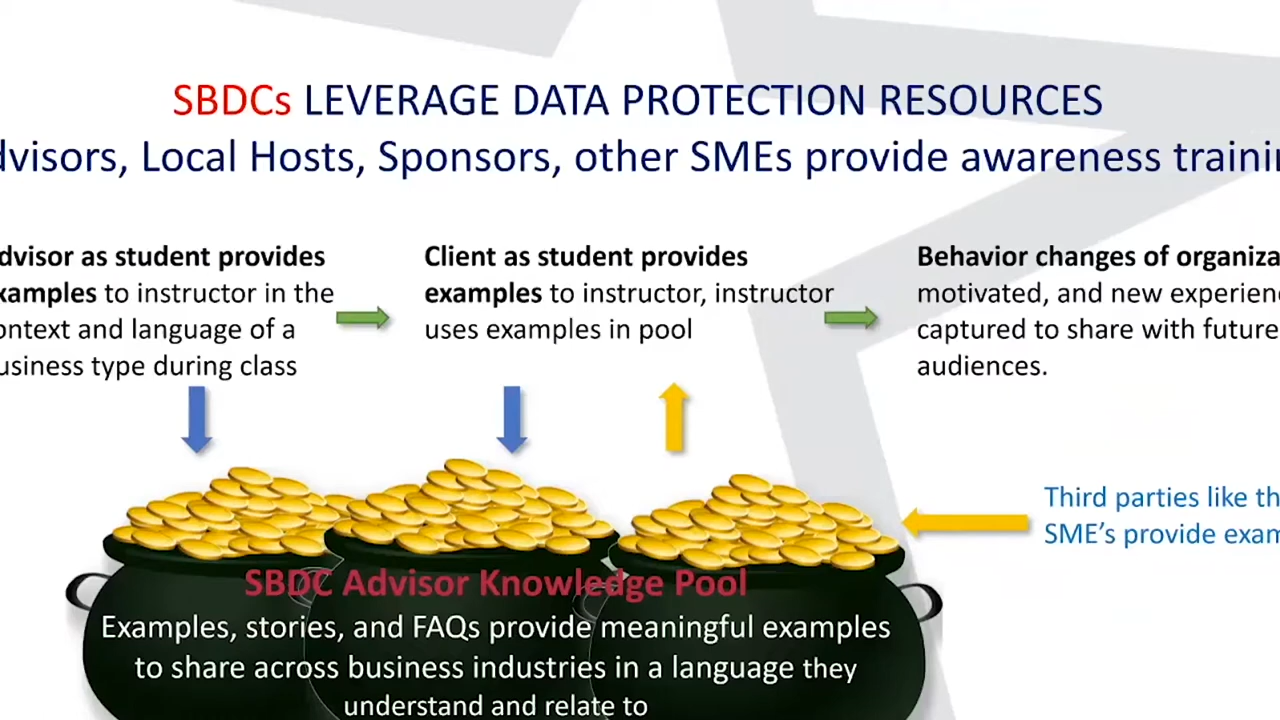 SBDCs LEVERAGE DATA PROTECTION RESOURCES
dvisors, Local Hosts, Sponsors, other SMEs provide awareness trainin
dvisor as student provides
xamples to instructor in the
ontext and language of a
usiness type during class
Client as student provides
examples to instructor, instructor
uses examples in pool
Behavior changes of organiza
motivated, and new experien
captured to share with future
audiences.
Third parties like th
SME's provide exam
SBDC Advisor Knowledge Pool
Examples, stories, and FAQs provide meaningful examples
to share across business industries in a language they
understand and relate to